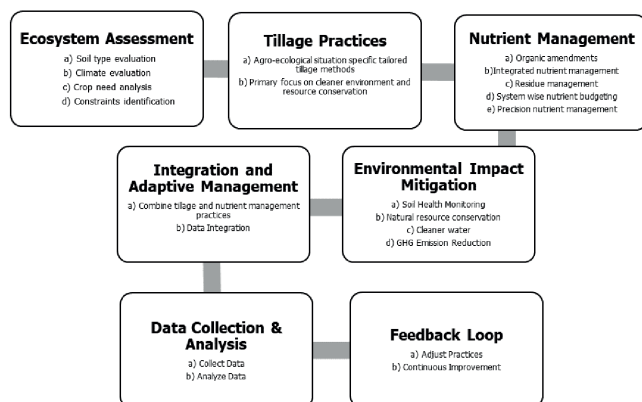 Ecosystem Assessment
a) Soil type evaluation
b) Climate evaluation
c) Crop need analysis
d) Constraints identification
Tillage Practices
a) Agro-ecological situation specific tailored
tillage methods
b) Primary focus on cleaner environment and
resource conservation
Nutrient Management
a) Organic amendments
b)Integrated nutrient management
c) Residue management
d) System wise nutrient budgeting
e) Precision nutrient management
Integration and
Adaptive Management
a) Combine tillage and nutrient management
practices
b) Data Integration
Environmental Impact
Mitigation
a) Soil Health Monitoring
b) Natural resource conservation
c) Cleaner water
d) GHG Emission Reduction
Data Collection &
Analysis
a) Collect Data
b) Analyze Data
Feedback Loop
a) Adjust Practices
b) Continuous Improvement